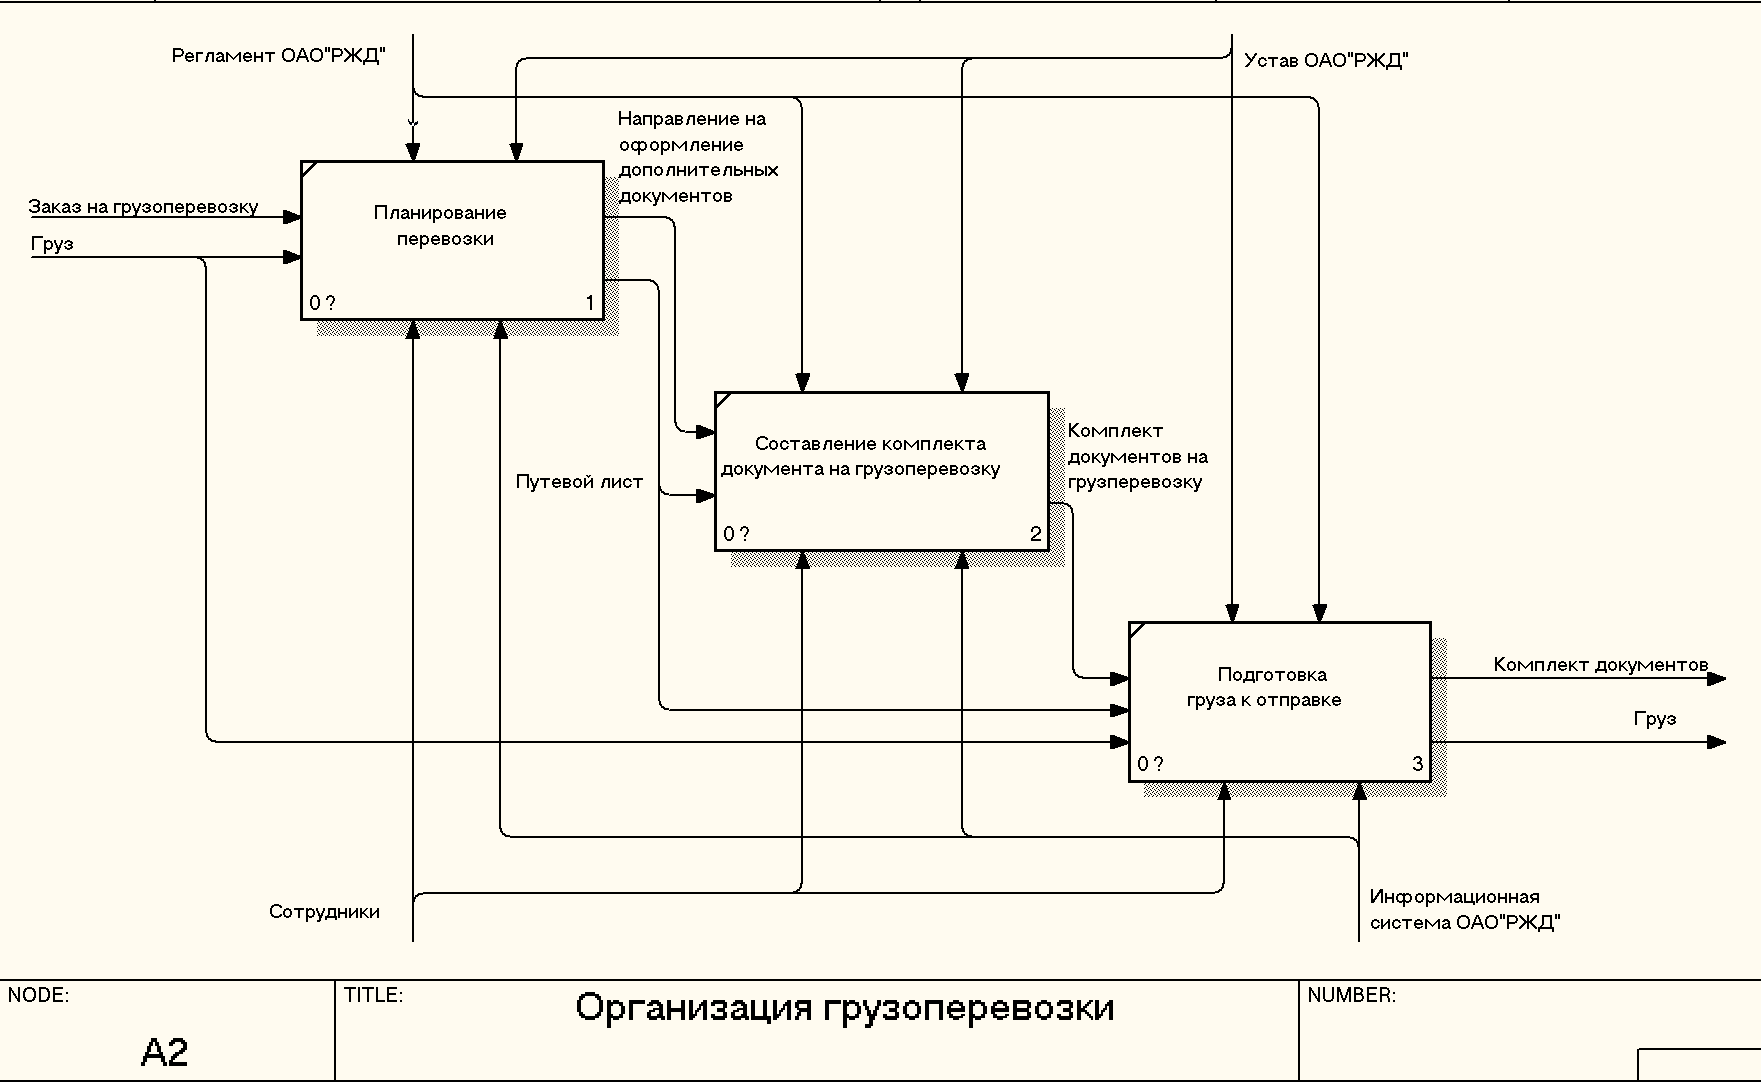 Регламент ОАО"РЖД"
Устав ОАО"РЖД"
Направление на
оформление
дополнительных
документов
Заказ на грузоперевозку
Груз
Планирование
перевозки
0 ?
1
Комплект
документов на
грузперевозку
Составление комплекта
документа на грузоперевозку
Путевой лист
0 ?
2
Подготовка
груза к отправке
Комплект документов
Груз
0 ?
3
Сотрудники
Информационная
система ОАО"РЖД"
NODE:
TITLE:
NUMBER:
Организация грузоперевозки
A2